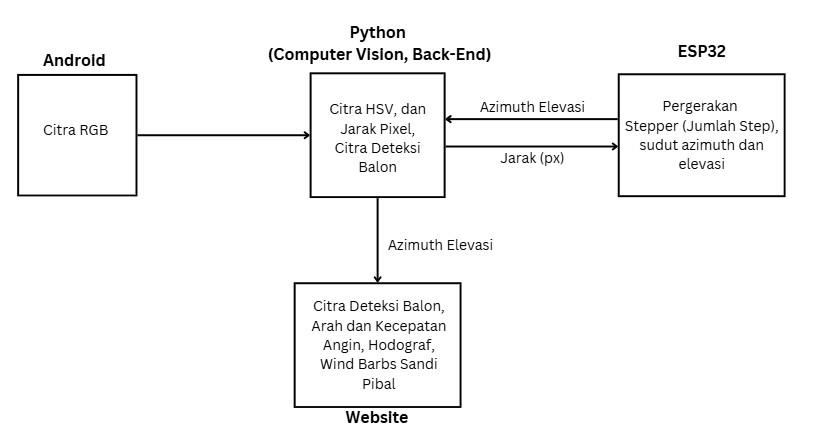 Android
Citra RGB
Python
(Computer Vision, Back-End)
Citra HSV, dan
Jarak Pixel,
Citra Deteksi
Balon
Azimuth Elevasi
Jarak (px)
ESP32
Pergerakan
Stepper (Jumlah Step),
sudut azimuth dan
elevasi
Azimuth Elevasi
Citra Deteksi Balon,
Arah dan Kecepatan
Angin, Hodograf,
Wind Barbs Sandi
Pibal
Website